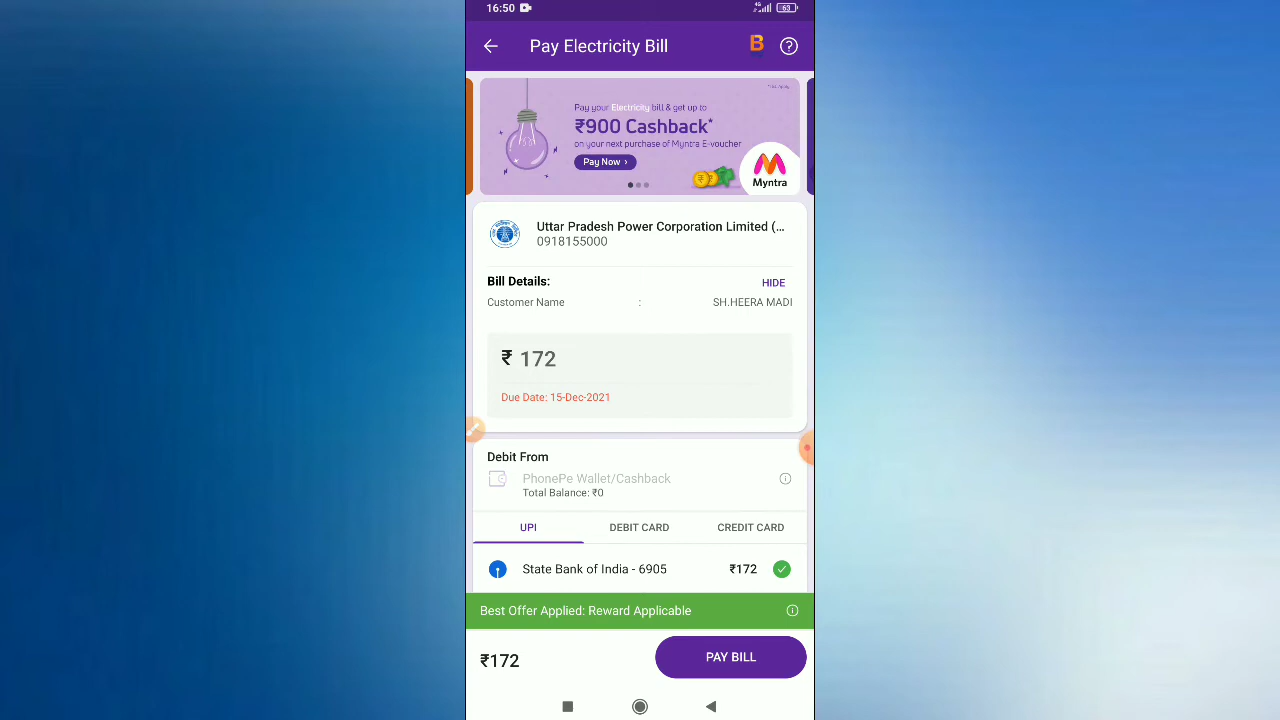 16:50
4G
63
Pay Electricity Bill
B
Pay your Electricity bill & get up to
₹900 Cashback*
on your next purchase of Myntra E-voucher
Pay Now ›
Myntra
Uttar Pradesh Power Corporation Limited (...
0918155000
Bill Details:
HIDE
Customer Name : SH.HEERA MADI
₹ 172
Due Date: 15-Dec-2021
Debit From
PhonePe Wallet/Cashback
Total Balance: ₹0
UPI DEBIT CARD CREDIT CARD
State Bank of India - 6905 ₹172
Best Offer Applied: Reward Applicable
₹172 PAY BILL